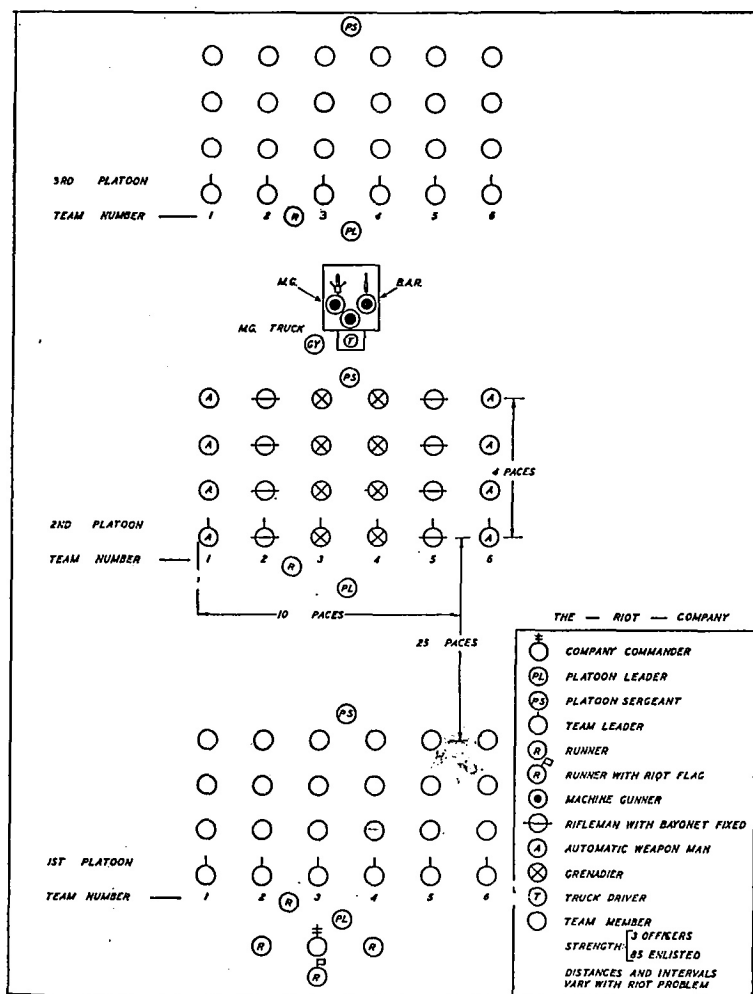 PS
3RD PLATOON
TEAM NUMBER 1 2 R 3 4 5 6
PL
M.G. B.A.R.
M.G. TRUCK
GY T
PS
A A
A A
4 PACES
A A
2ND PLATOON
A A
TEAM NUMBER 1 2 3 4 5 6
R
PL
10 PACES
25 PACES
PS
1ST PLATOON
TEAM NUMBER 1 2 R 3 4 5 6
PL
R R
R
THE — RIOT — COMPANY
COMPANY COMMANDER
PL PLATOON LEADER
PS PLATOON SERGEANT
TEAM LEADER
R RUNNER
R RUNNER WITH RIOT FLAG
MACHINE GUNNER
RIFLEMAN WITH BAYONET FIXED
A AUTOMATIC WEAPON MAN
GRENADIER
T TRUCK DRIVER
TEAM MEMBER
STRENGTH: 3 OFFICERS
85 ENLISTED
DISTANCES AND INTERVALS
VARY WITH RIOT PROBLEM